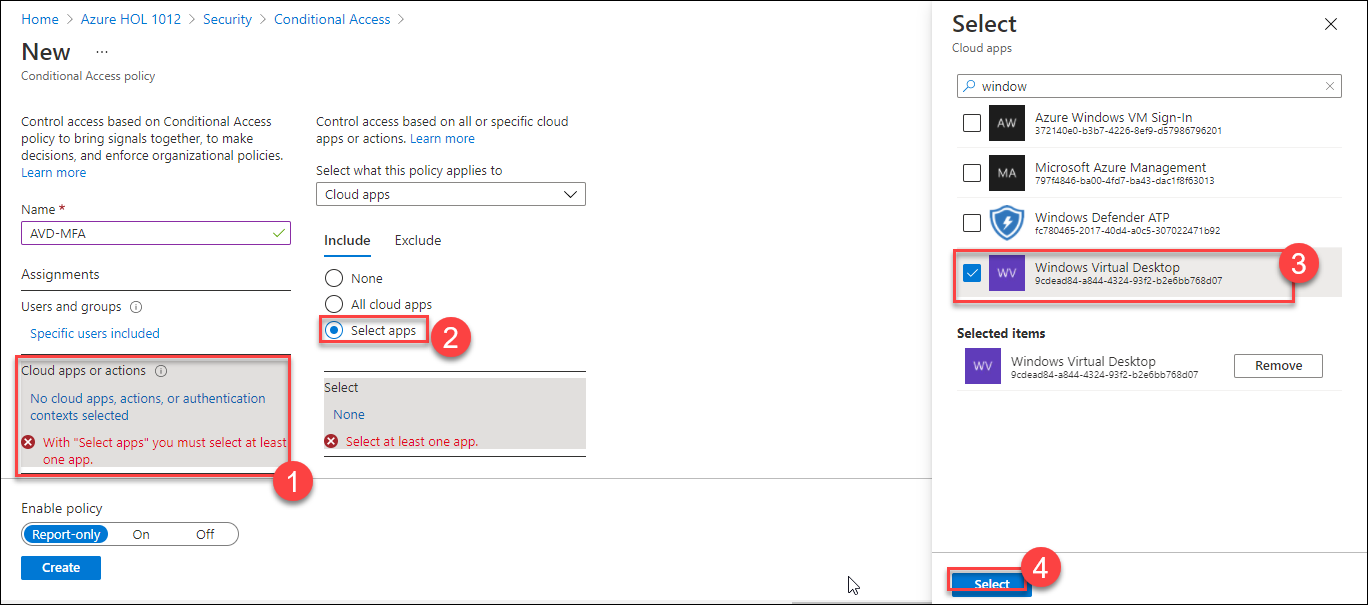 Home > Azure HOL 1012 > Security > Conditional Access >
New ...
Conditional Access policy
Control access based on Conditional Access
policy to bring signals together, to make
decisions, and enforce organizational policies.
Learn more
Name *
AVD-MFA
Assignments
Users and groups
Specific users included
Cloud apps or actions
No cloud apps, actions, or authentication
contexts selected
With "Select apps" you must select at least
one app.
1
Control access based on all or specific cloud
apps or actions. Learn more
Select what this policy applies to
Cloud apps
Include Exclude
None
All cloud apps
Select apps
2
Select
None
Select at least one app.
Enable policy
Report-only On Off
Create
Select
Cloud apps
window
AW
Azure Windows VM Sign-In
372140e0-b3b7-4226-8ef9-d57986796201
MA
Microsoft Azure Management
797f4846-ba00-4fd7-ba43-dac1f8f63013
Windows Defender ATP
fc780465-2017-40d4-a0c5-307022471b92
WV
Windows Virtual Desktop
9cdead84-a844-4324-93f2-b2e6bb768d07
3
Selected items
WV
Windows Virtual Desktop
9cdead84-a844-4324-93f2-b2e6bb768d07
Remove
Select
4